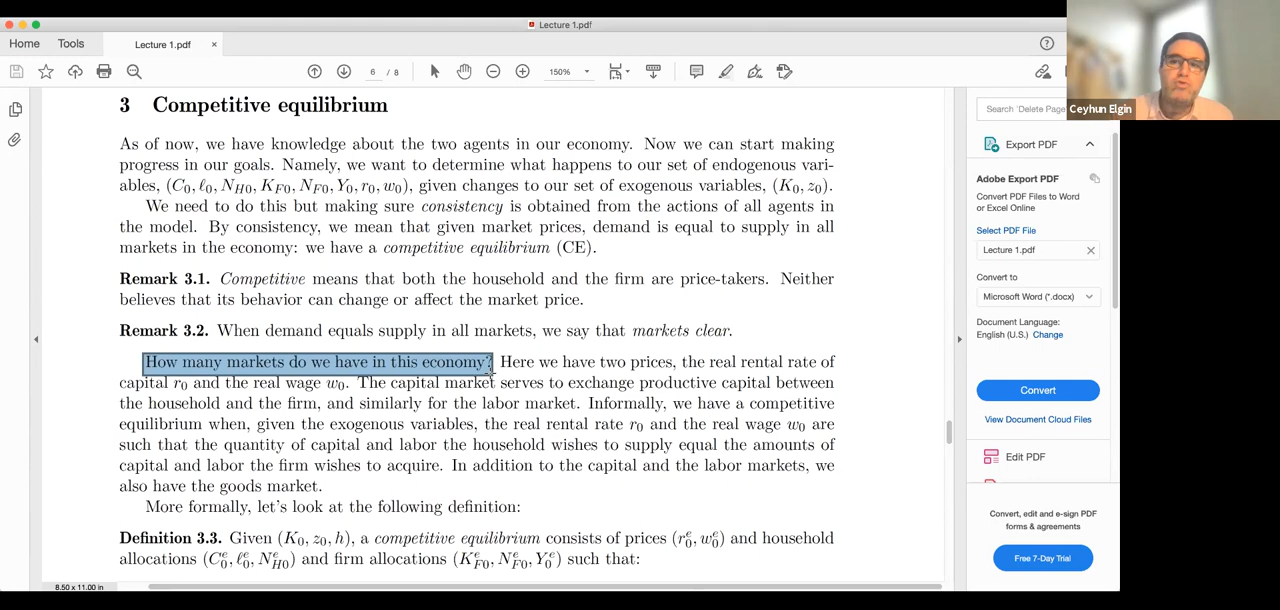 Lecture 1.pdf
Home
Tools
Lecture 1.pdf
×
6 / 8
150%
Ceyhun Elgin
3 Competitive equilibrium
As of now, we have knowledge about the two agents in our economy. Now we can start making
progress in our goals. Namely, we want to determine what happens to our set of endogenous vari-
ables, (C₀, ℓ₀, N_H0, K_F0, N_F0, Y₀, r₀, w₀), given changes to our set of exogenous variables, (K₀, z₀).
We need to do this but making sure consistency is obtained from the actions of all agents in
the model. By consistency, we mean that given market prices, demand is equal to supply in all
markets in the economy: we have a competitive equilibrium (CE).
Remark 3.1. Competitive means that both the household and the firm are price-takers. Neither
believes that its behavior can change or affect the market price.
Remark 3.2. When demand equals supply in all markets, we say that markets clear.
How many markets do we have in this economy? Here we have two prices, the real rental rate of
capital r₀ and the real wage w₀. The capital market serves to exchange productive capital between
the household and the firm, and similarly for the labor market. Informally, we have a competitive
equilibrium when, given the exogenous variables, the real rental rate r₀ and the real wage w₀ are
such that the quantity of capital and labor the household wishes to supply equal the amounts of
capital and labor the firm wishes to acquire. In addition to the capital and the labor markets, we
also have the goods market.
More formally, let's look at the following definition:
Definition 3.3. Given (K₀, z₀, h), a competitive equilibrium consists of prices (r₀ᵉ, w₀ᵉ) and household
allocations (C₀ᵉ, ℓ₀ᵉ, N_H0ᵉ) and firm allocations (K_F0ᵉ, N_F0ᵉ, Y₀ᵉ) such that:
8.50 x 11.00 in
Search 'Delete Page
Export PDF
Adobe Export PDF
Convert PDF Files to Word
or Excel Online
Select PDF File
Lecture 1.pdf
Convert to
Microsoft Word (*.docx)
Document Language:
English (U.S.) Change
Convert
View Document Cloud Files
Edit PDF
Convert, edit and e-sign PDF
forms & agreements
Free 7-Day Trial